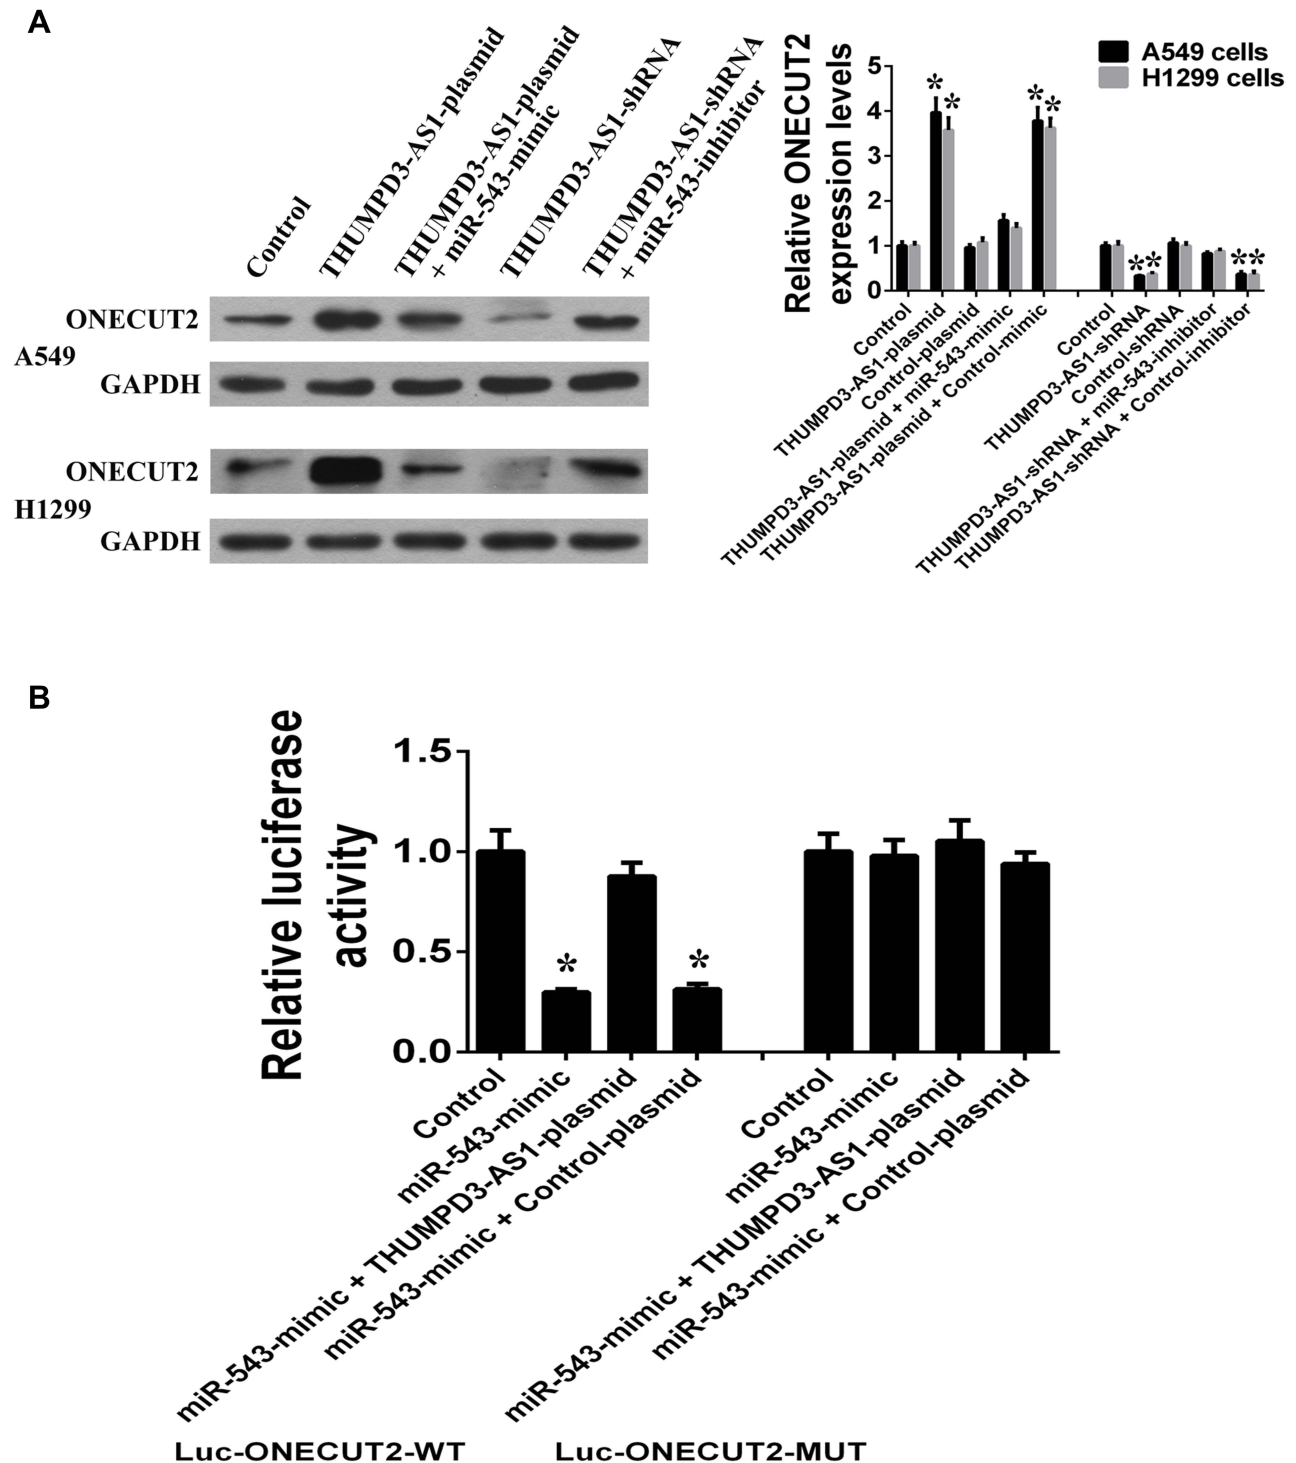 A
Control
THUMPD3-AS1-plasmid
THUMPD3-AS1-plasmid
+ miR-543-mimic
THUMPD3-AS1-shRNA
THUMPD3-AS1-shRNA
+ miR-543-inhibitor
ONECUT2
A549
GAPDH
ONECUT2
H1299
GAPDH
Relative ONECUT2
expression levels
A549 cells
H1299 cells
5
4
3
2
1
0
* * * * ** **
Control
THUMPD3-AS1-plasmid
Control-plasmid
THUMPD3-AS1-plasmid + miR-543-mimic
THUMPD3-AS1-plasmid + Control-mimic
Control
THUMPD3-AS1-shRNA
Control-shRNA
THUMPD3-AS1-shRNA + miR-543-inhibitor
THUMPD3-AS1-shRNA + Control-inhibitor
B
Relative luciferase
activity
1.5
1.0
0.5
0.0
* *
Control
miR-543-mimic
miR-543-mimic + THUMPD3-AS1-plasmid
miR-543-mimic + Control-plasmid
Control
miR-543-mimic
miR-543-mimic + THUMPD3-AS1-plasmid
miR-543-mimic + Control-plasmid
Luc-ONECUT2-WT
Luc-ONECUT2-MUT